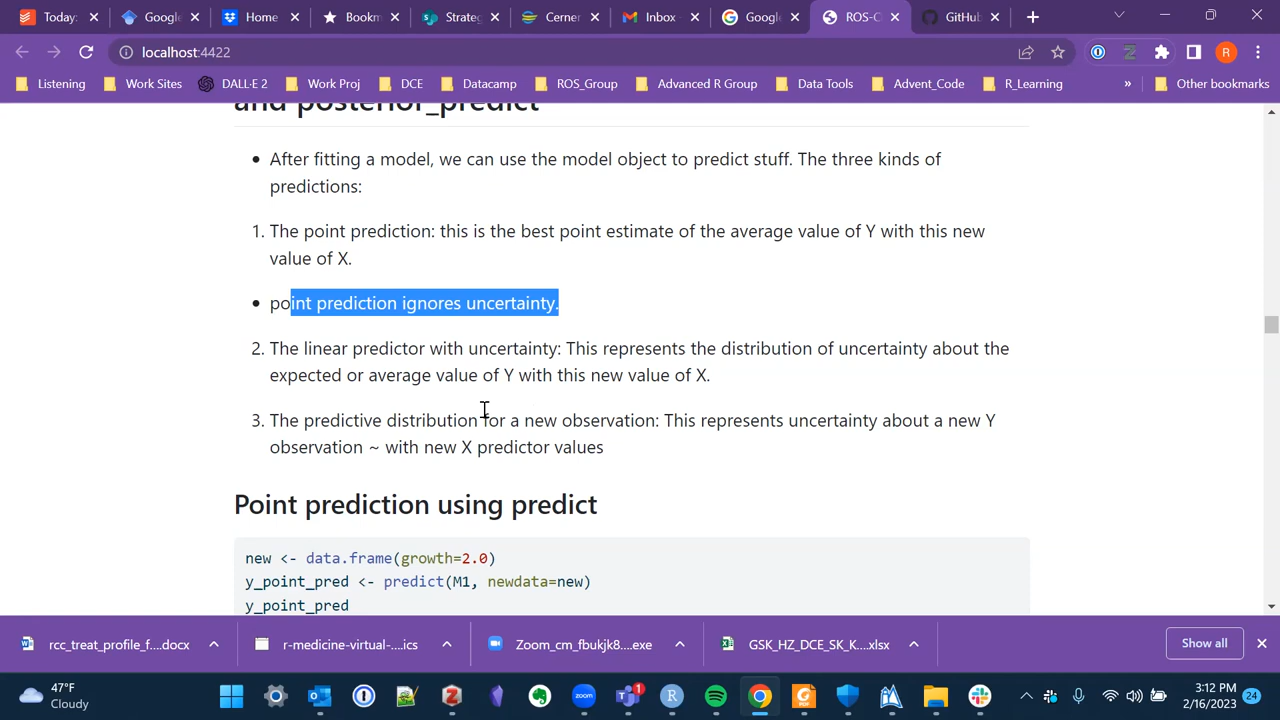 Today:
Google
Home
Bookm
Strateg
Cerner
Inbox
Google
ROS-C
GitHub
localhost:4422
R
Listening
Work Sites
DALL·E 2
Work Proj
DCE
Datacamp
ROS_Group
Advanced R Group
Data Tools
Advent_Code
R_Learning
»
Other bookmarks
and posterior_predict
• After fitting a model, we can use the model object to predict stuff. The three kinds of
predictions:
1. The point prediction: this is the best point estimate of the average value of Y with this new
value of X.
• point prediction ignores uncertainty.
2. The linear predictor with uncertainty: This represents the distribution of uncertainty about the
expected or average value of Y with this new value of X.
3. The predictive distribution for a new observation: This represents uncertainty about a new Y
observation ~ with new X predictor values
Point prediction using predict
new <- data.frame(growth=2.0)
y_point_pred <- predict(M1, newdata=new)
y_point_pred
rcc_treat_profile_f....docx
r-medicine-virtual-....ics
Zoom_cm_fbukjk8....exe
GSK_HZ_DCE_SK_K....xlsx
Show all
47°F
Cloudy
zoom
1
R
3:12 PM
2/16/2023
24